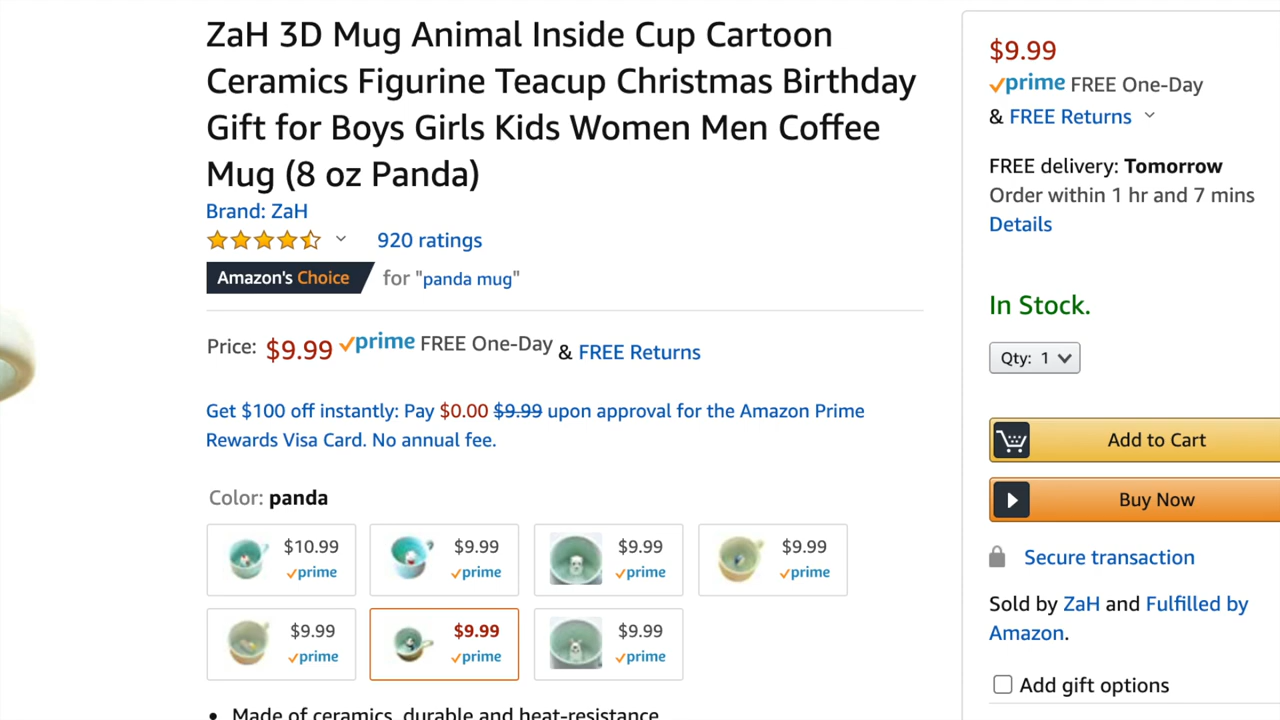 ZaH 3D Mug Animal Inside Cup Cartoon
Ceramics Figurine Teacup Christmas Birthday
Gift for Boys Girls Kids Women Men Coffee
Mug (8 oz Panda)
Brand: ZaH
920 ratings
Amazon's Choice for "panda mug"
Price: $9.99 prime FREE One-Day & FREE Returns
Get $100 off instantly: Pay $0.00 $9.99 upon approval for the Amazon Prime
Rewards Visa Card. No annual fee.
Color: panda
$10.99 $9.99 $9.99 $9.99
prime prime prime prime
$9.99 $9.99 $9.99
prime prime prime
Made of ceramics, durable and heat-resistance
$9.99
prime FREE One-Day
& FREE Returns
FREE delivery: Tomorrow
Order within 1 hr and 7 mins
Details
In Stock.
Qty: 1
Add to Cart
Buy Now
Secure transaction
Sold by ZaH and Fulfilled by
Amazon.
Add gift options